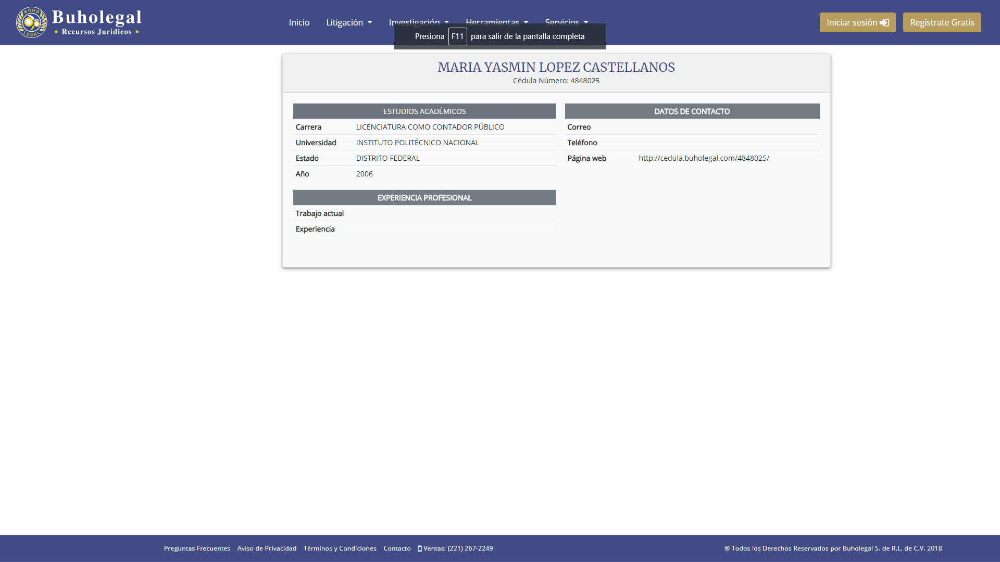 BÚHO
LEGAL
Buholegal
• Recursos Jurídicos •
Inicio
Litigación
Investigación
Herramientas
Servicios
Iniciar sesión
Regístrate Gratis
Presiona F11 para salir de la pantalla completa
MARIA YASMIN LOPEZ CASTELLANOS
Cédula Número: 4848025
ESTUDIOS ACADÉMICOS
Carrera LICENCIATURA COMO CONTADOR PÚBLICO
Universidad INSTITUTO POLITÉCNICO NACIONAL
Estado DISTRITO FEDERAL
Año 2006
EXPERIENCIA PROFESIONAL
Trabajo actual
Experiencia
DATOS DE CONTACTO
Correo
Teléfono
Página web http://cedula.buholegal.com/4848025/
Preguntas Frecuentes Aviso de Privacidad Términos y Condiciones Contacto Ventas: (221) 267-2249
® Todos los Derechos Reservados por Buholegal S. de R.L. de C.V. 2018